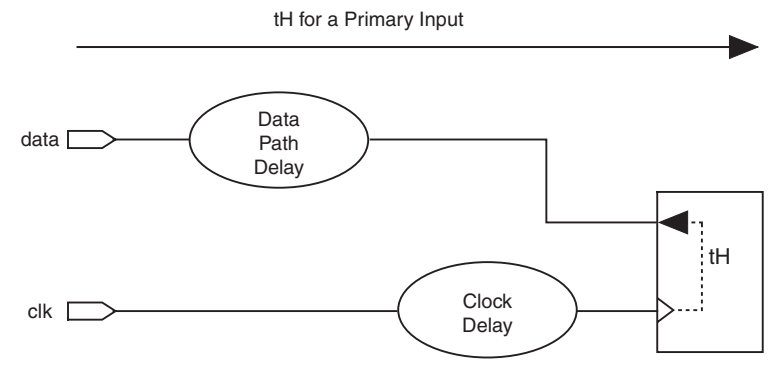 tH for a Primary Input
data
Data
Path
Delay
tH
clk
Clock
Delay